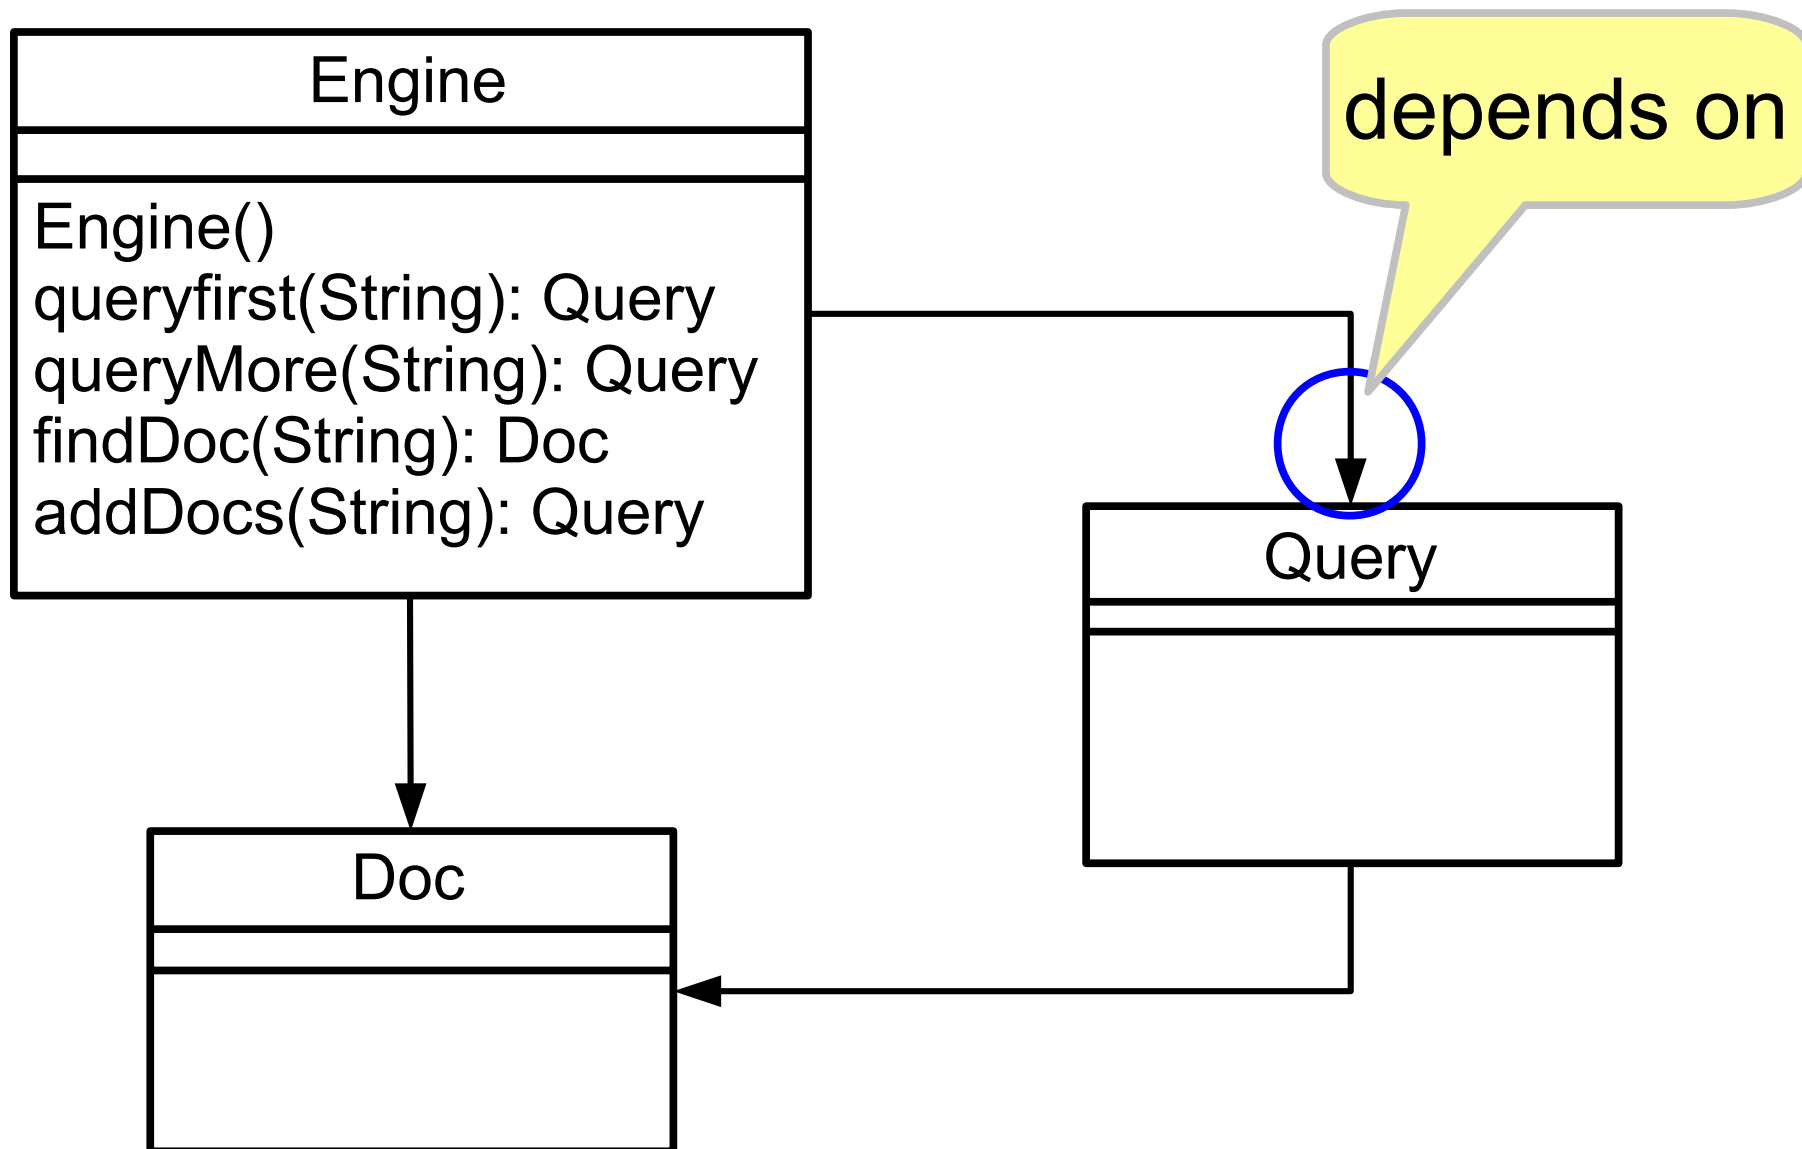 Engine
Engine()
queryfirst(String): Query
queryMore(String): Query
findDoc(String): Doc
addDocs(String): Query
depends on
Query
Doc